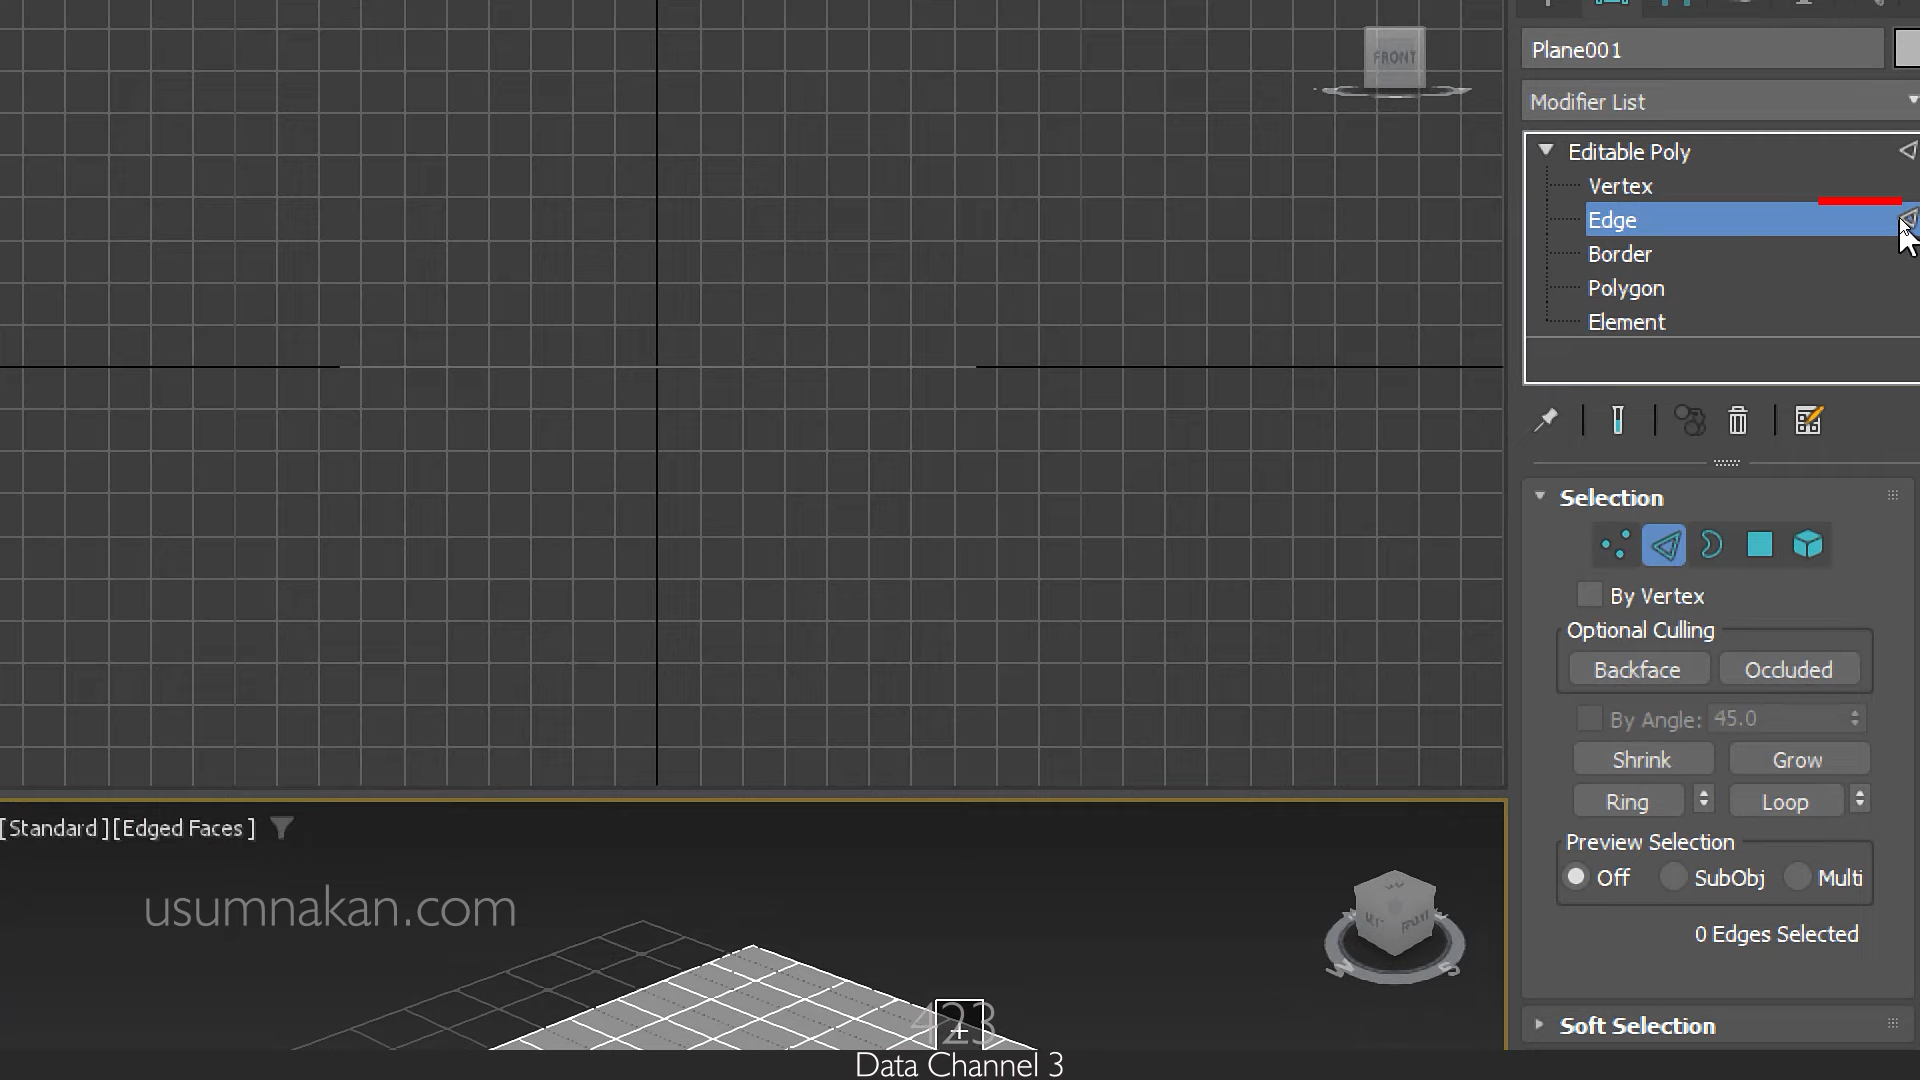 FRONT
Plane001
Modifier List
Editable Poly
Vertex
Edge
Border
Polygon
Element
Selection
By Vertex
Optional Culling
Backface
Occluded
By Angle:
45.0
Shrink
Grow
Ring
Loop
Preview Selection
Off
SubObj
Multi
0 Edges Selected
Soft Selection
[Standard ] [Edged Faces ]
usumnakan.com
FRONT
W
S
423
Data Channel 3